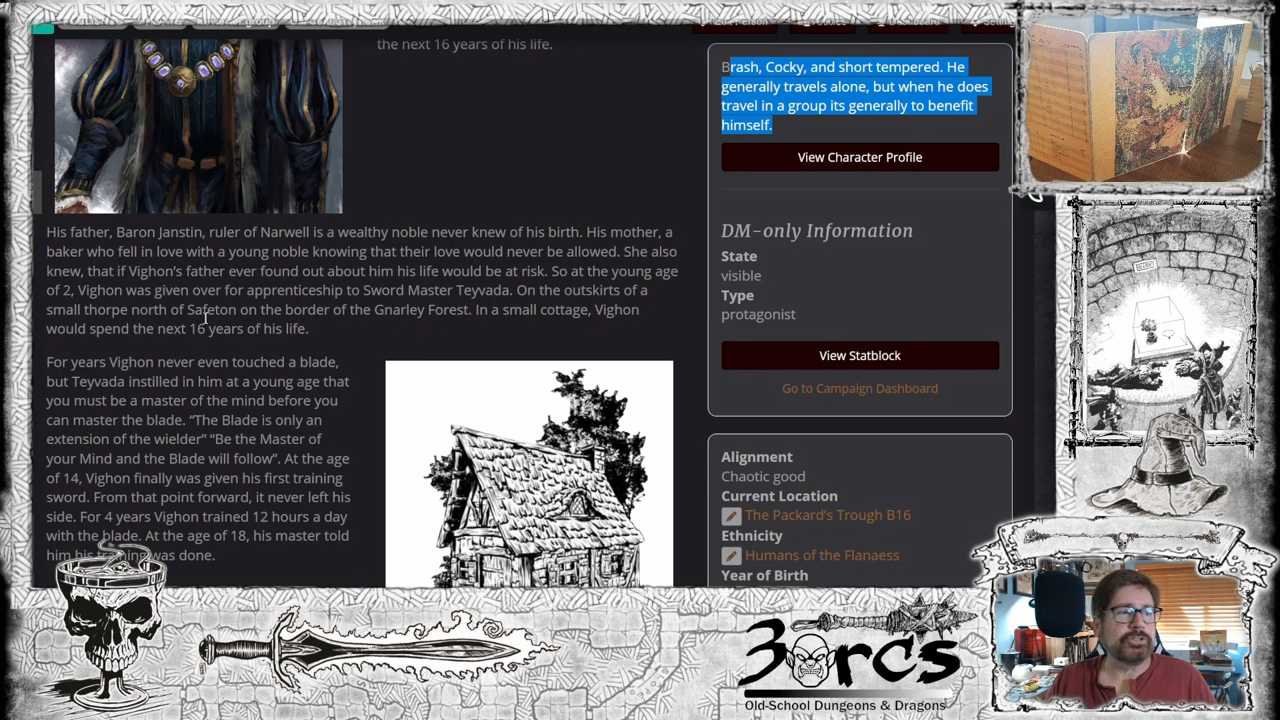 the next 16 years of his life.
His father, Baron Janstin, ruler of Narwell is a wealthy noble never knew of his birth. His mother, a
baker who fell in love with a young noble knowing that their love would never be allowed. She also
knew, that if Vighon's father ever found out about him his life would be at risk. So at the young age
of 2, Vighon was given over for apprenticeship to Sword Master Teyvada. On the outskirts of a
small thorpe north of Safeton on the border of the Gnarley Forest. In a small cottage, Vighon
would spend the next 16 years of his life.
For years Vighon never even touched a blade,
but Teyvada instilled in him at a young age that
you must be a master of the mind before you
can master the blade. “The Blade is only an
extension of the wielder” “Be the Master of
your Mind and the Blade will follow”. At the age
of 14, Vighon finally was given his first training
sword. From that point forward, it never left his
side. For 4 years Vighon trained 12 hours a day
with the blade. At the age of 18, his master told
him his training was done.
Brash, Cocky, and short tempered. He
generally travels alone, but when he does
travel in a group its generally to benefit
himself.
View Character Profile
DM-only Information
State
visible
Type
protagonist
View Statblock
Go to Campaign Dashboard
Alignment
Chaotic good
Current Location
The Packard's Trough B16
Ethnicity
Humans of the Flanaess
Year of Birth
3 orcs
Old-School Dungeons & Dragons